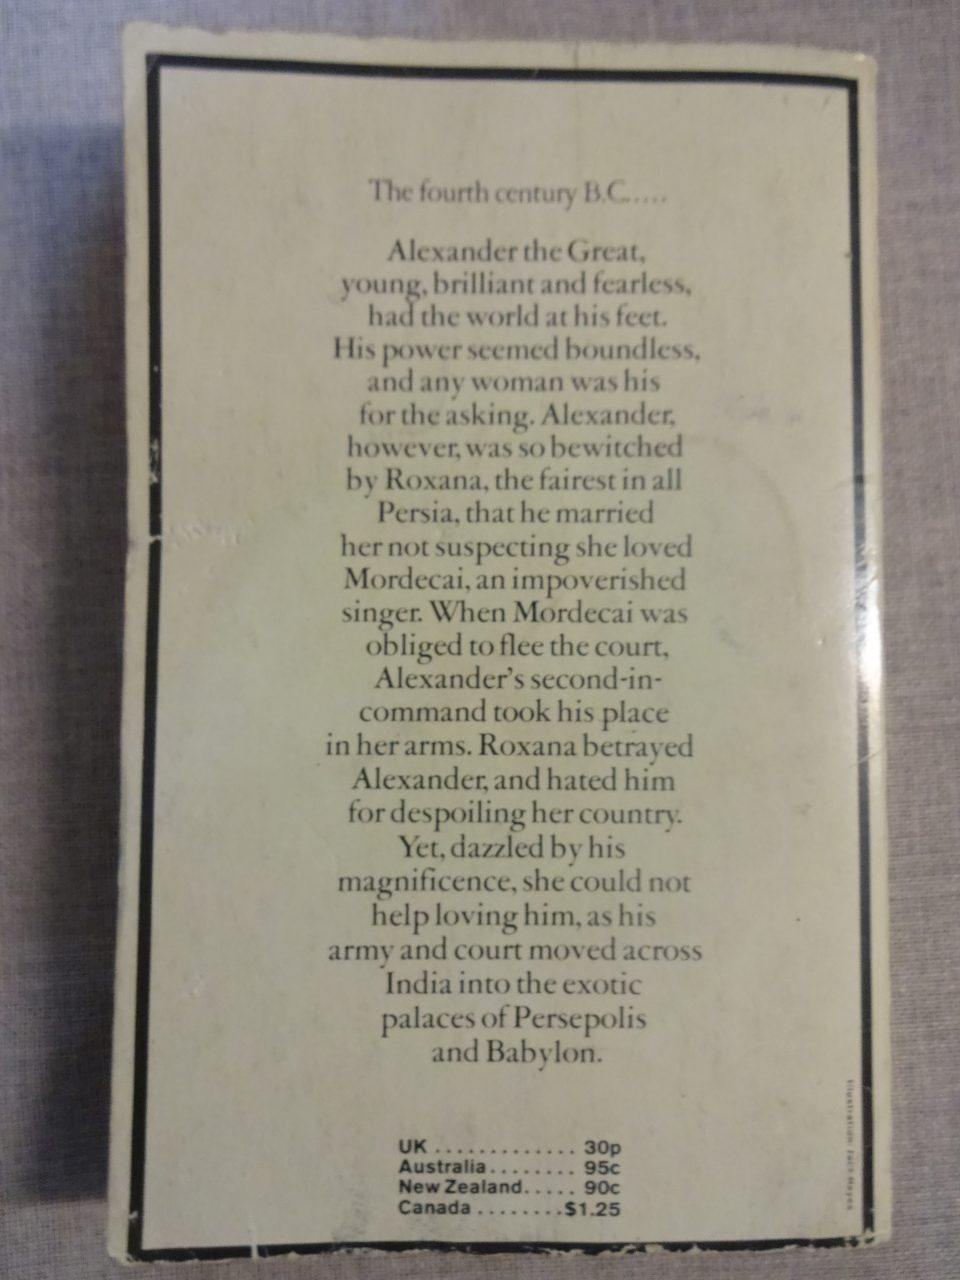 The fourth century B.C.....
Alexander the Great,
young, brilliant and fearless,
had the world at his feet.
His power seemed boundless,
and any woman was his
for the asking. Alexander,
however, was so bewitched
by Roxana, the fairest in all
Persia, that he married
her not suspecting she loved
Mordecai, an impoverished
singer. When Mordecai was
obliged to flee the court,
Alexander's second-in-
command took his place
in her arms. Roxana betrayed
Alexander, and hated him
for despoiling her country.
Yet, dazzled by his
magnificence, she could not
help loving him, as his
army and court moved across
India into the exotic
palaces of Persepolis
and Babylon.
UK ............. 30p
Australia........ 95c
New Zealand..... 90c
Canada ........$1.25
Illustration: Jack Hayes